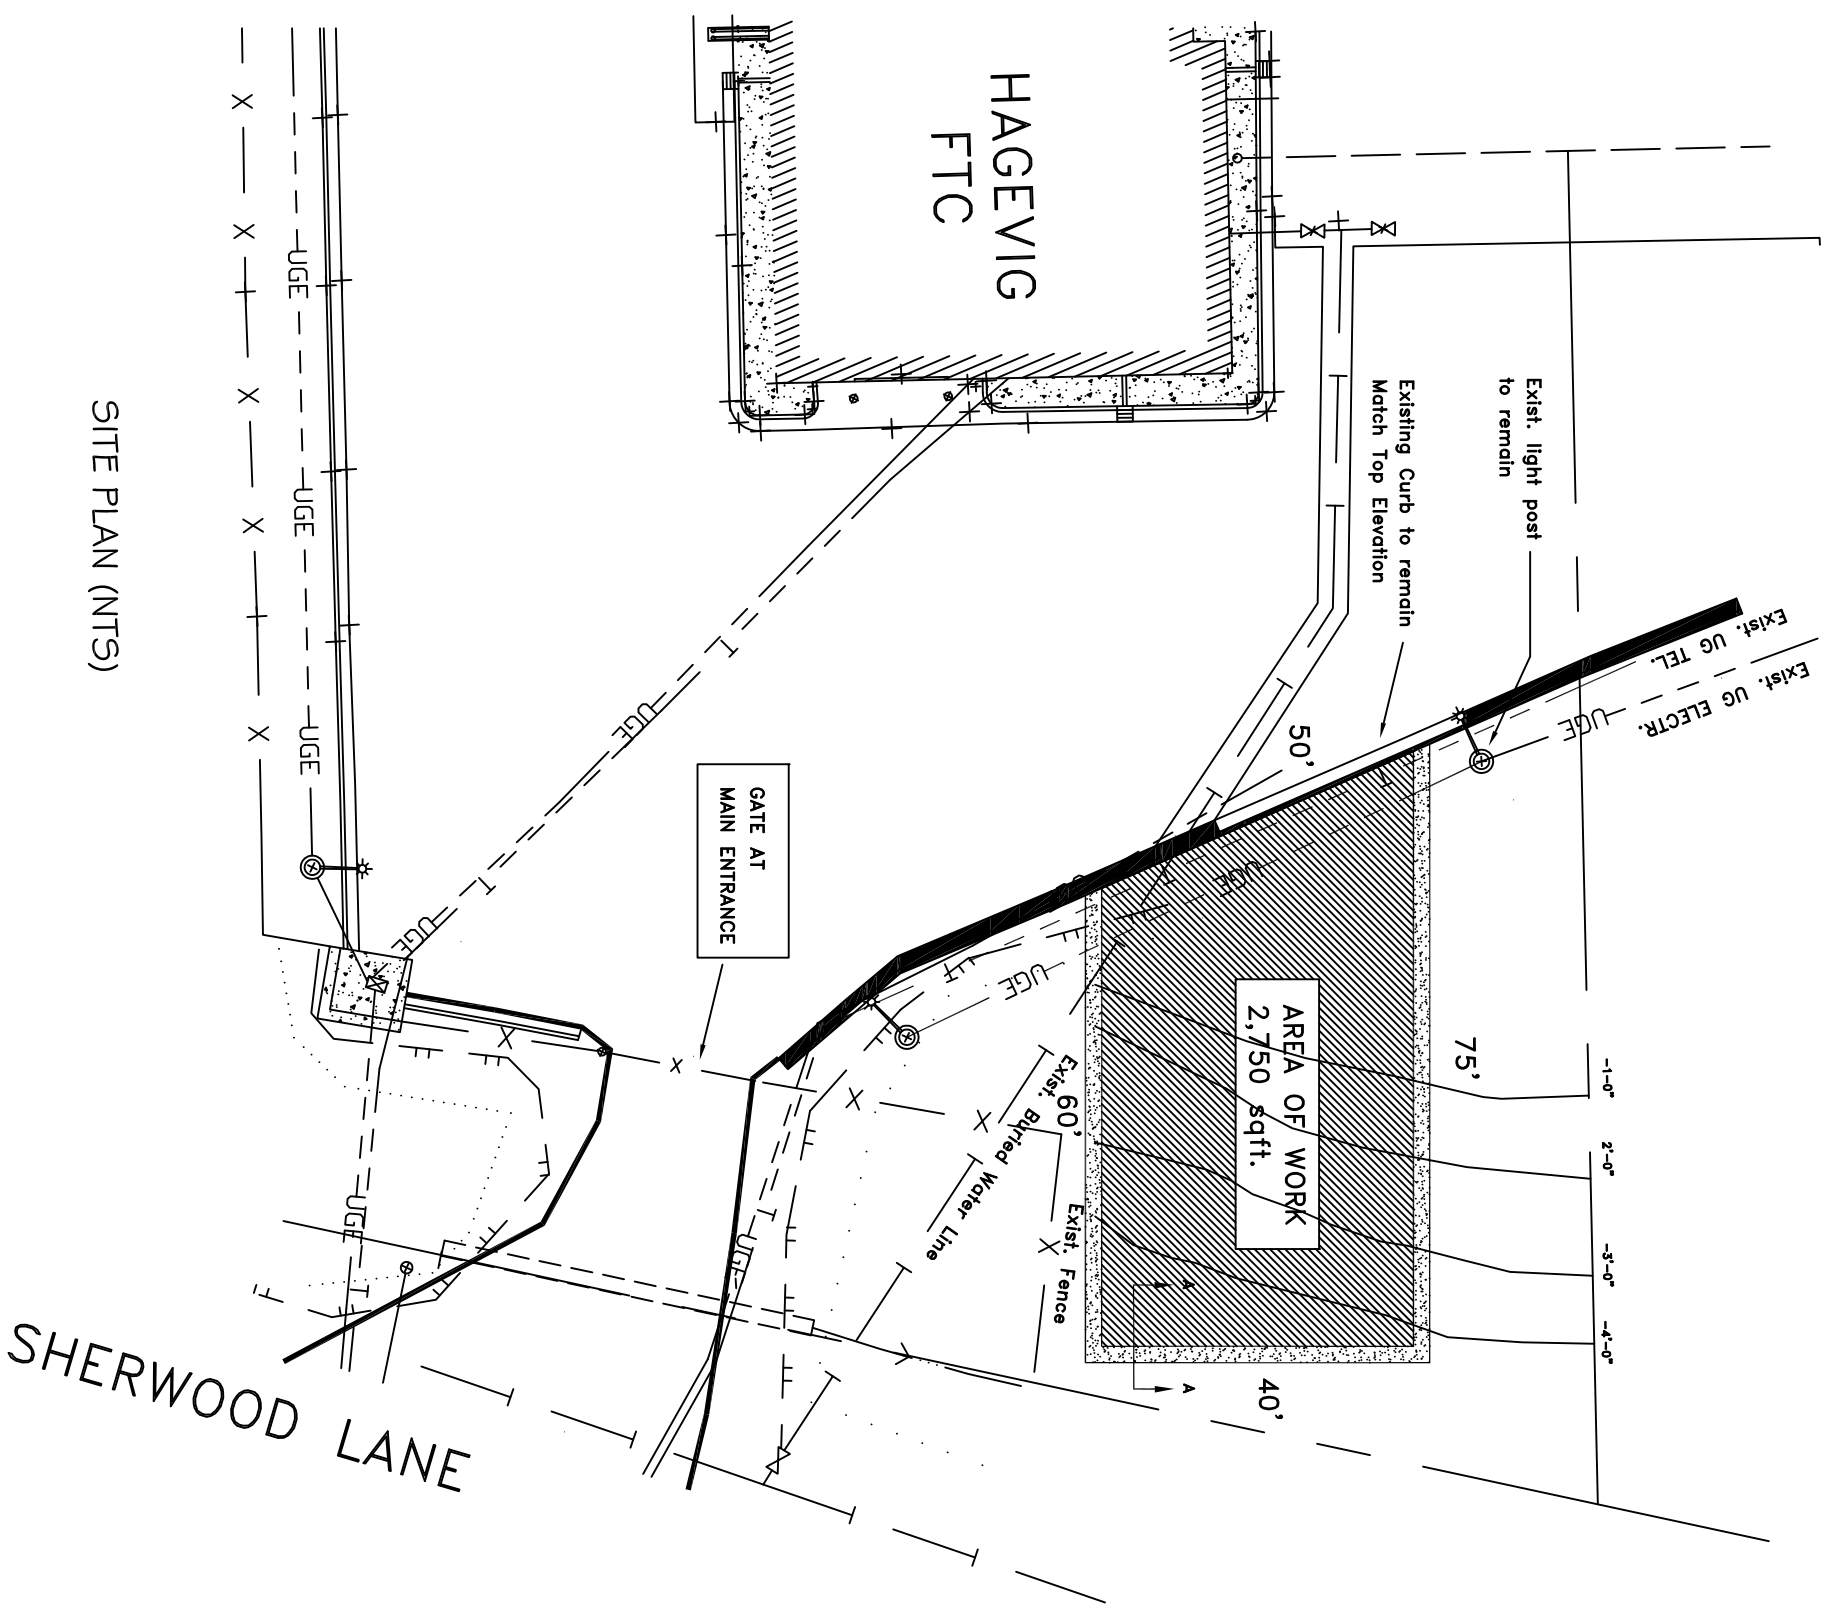 HAGEVIG
FTC
Exist. light post
to remain
Existing Curb to remain
Match Top Elevation
Exist. UG TEL.
Exist. UG ELECTR.
UGE
UGE
UGE
UGE
UGE
UGE
UGE
UGE
UGE
UGE
50'
75'
60'
40'
AREA OF WORK
2,750 sqft.
-1-0"
2'-0"
-3'-0"
-4'-0"
A
A
GATE AT
MAIN ENTRANCE
Exist. Buried Water Line
Exist. Fence
SHERWOOD LANE
SITE PLAN (NTS)